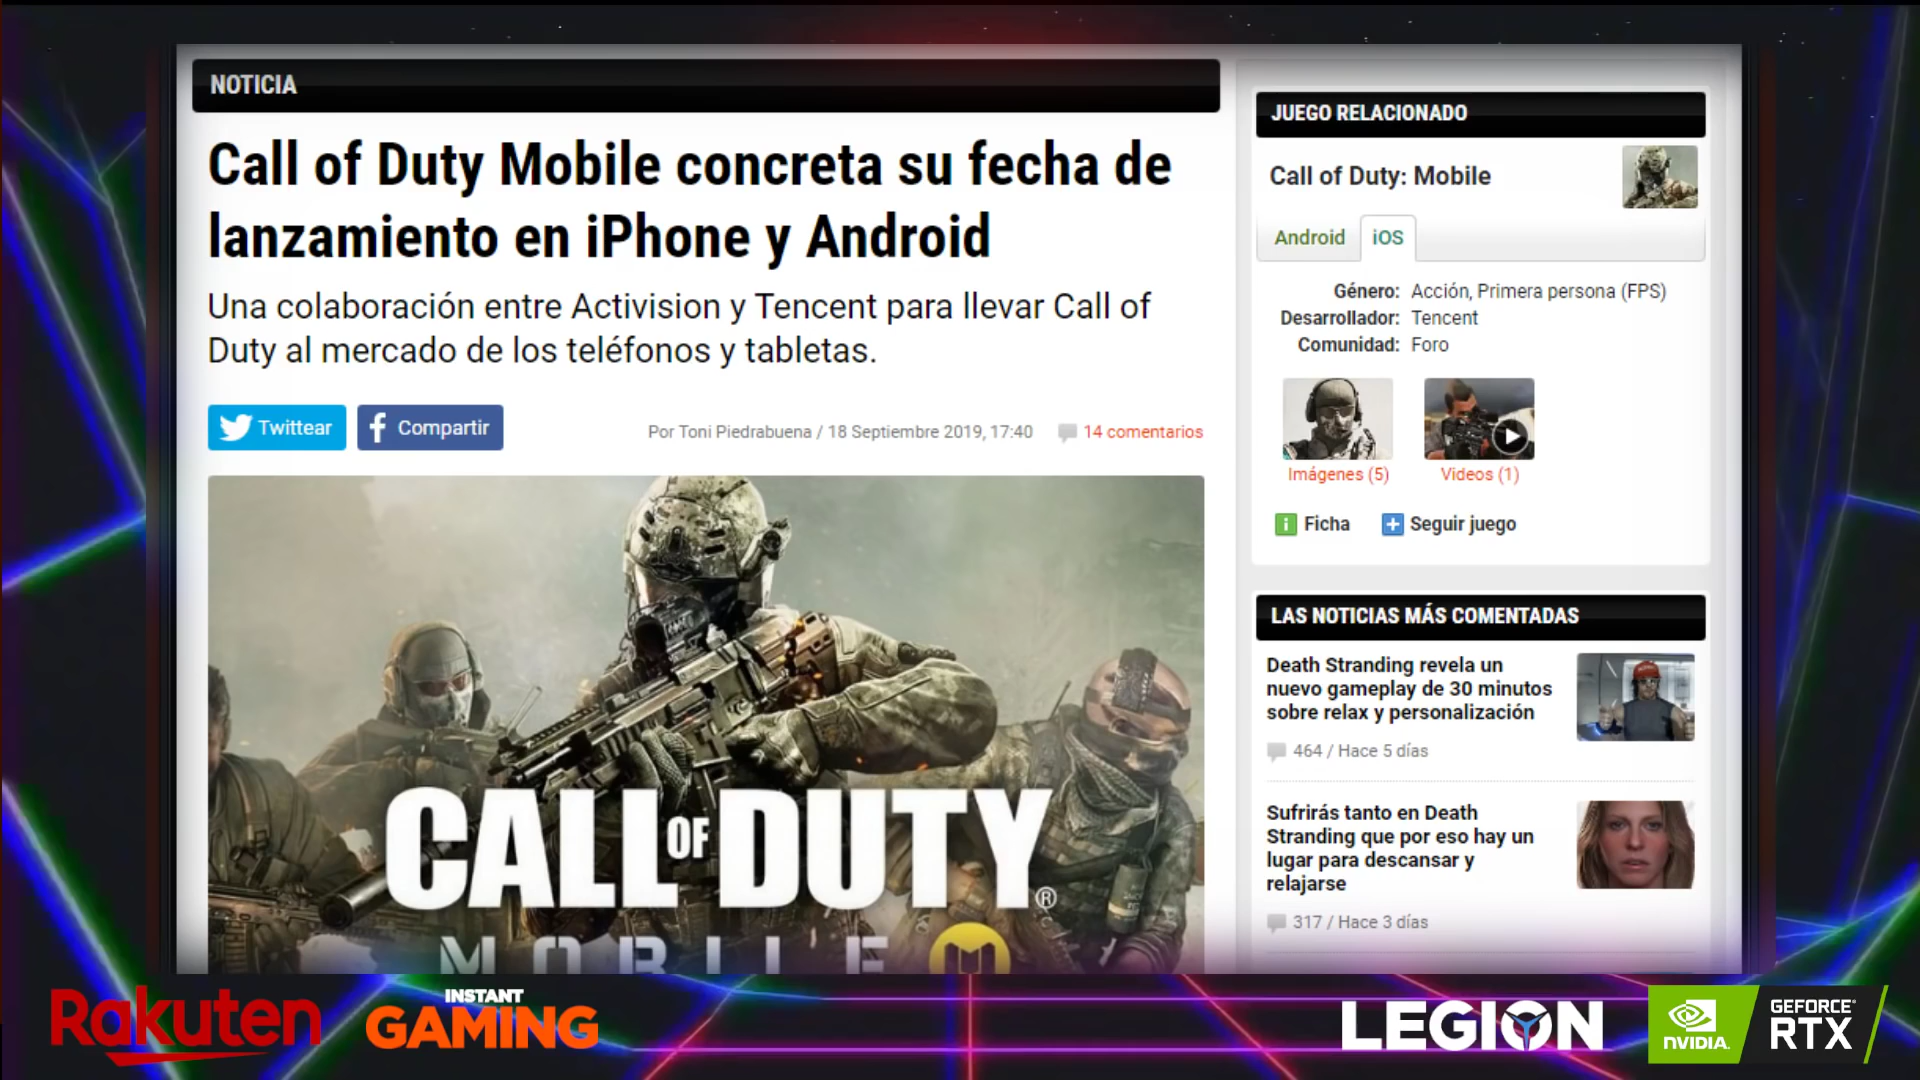 NOTICIA
Call of Duty Mobile concreta su fecha de
lanzamiento en iPhone y Android
Una colaboración entre Activision y Tencent para llevar Call of
Duty al mercado de los teléfonos y tabletas.
Twittear
Compartir
Por Toni Piedrabuena / 18 Septiembre 2019, 17:40
14 comentarios
CALL OF DUTY®
MOBILE
JUEGO RELACIONADO
Call of Duty: Mobile
Android
iOS
Género: Acción, Primera persona (FPS)
Desarrollador: Tencent
Comunidad: Foro
Imágenes (5)
Videos (1)
Ficha
Seguir juego
LAS NOTICIAS MÁS COMENTADAS
Death Stranding revela un
nuevo gameplay de 30 minutos
sobre relax y personalización
464 / Hace 5 días
Sufrirás tanto en Death
Stranding que por eso hay un
lugar para descansar y
relajarse
317 / Hace 3 días
Rakuten
INSTANT
GAMING
LEGION
NVIDIA.
GEFORCE®
RTX